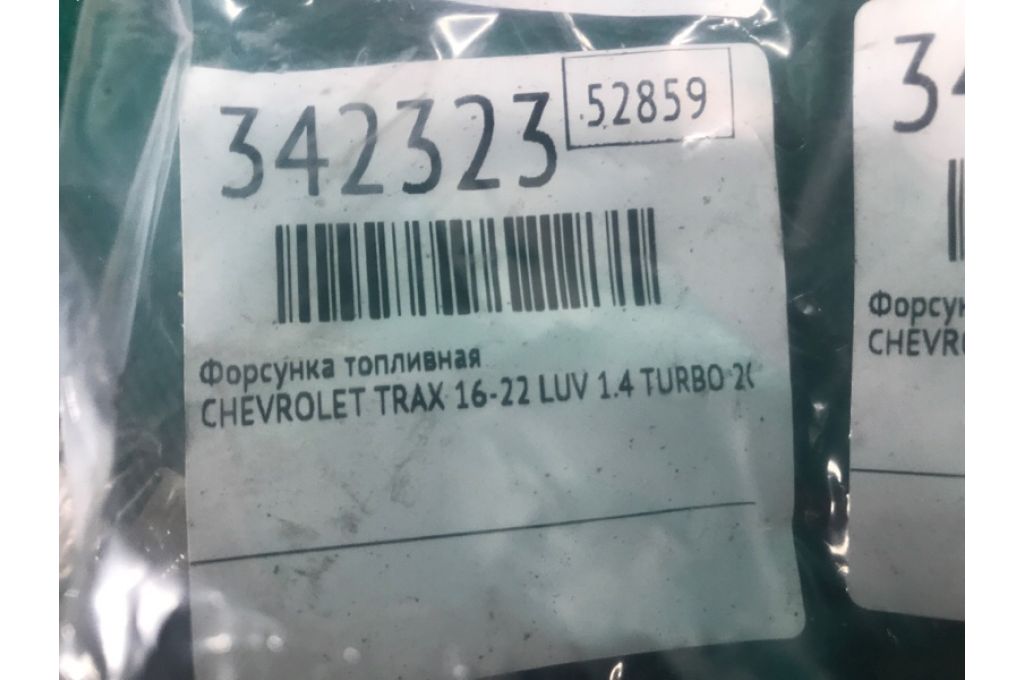 342323
52859
Форсунка топливная
CHEVROLET TRAX 16-22 LUV 1.4 TURBO